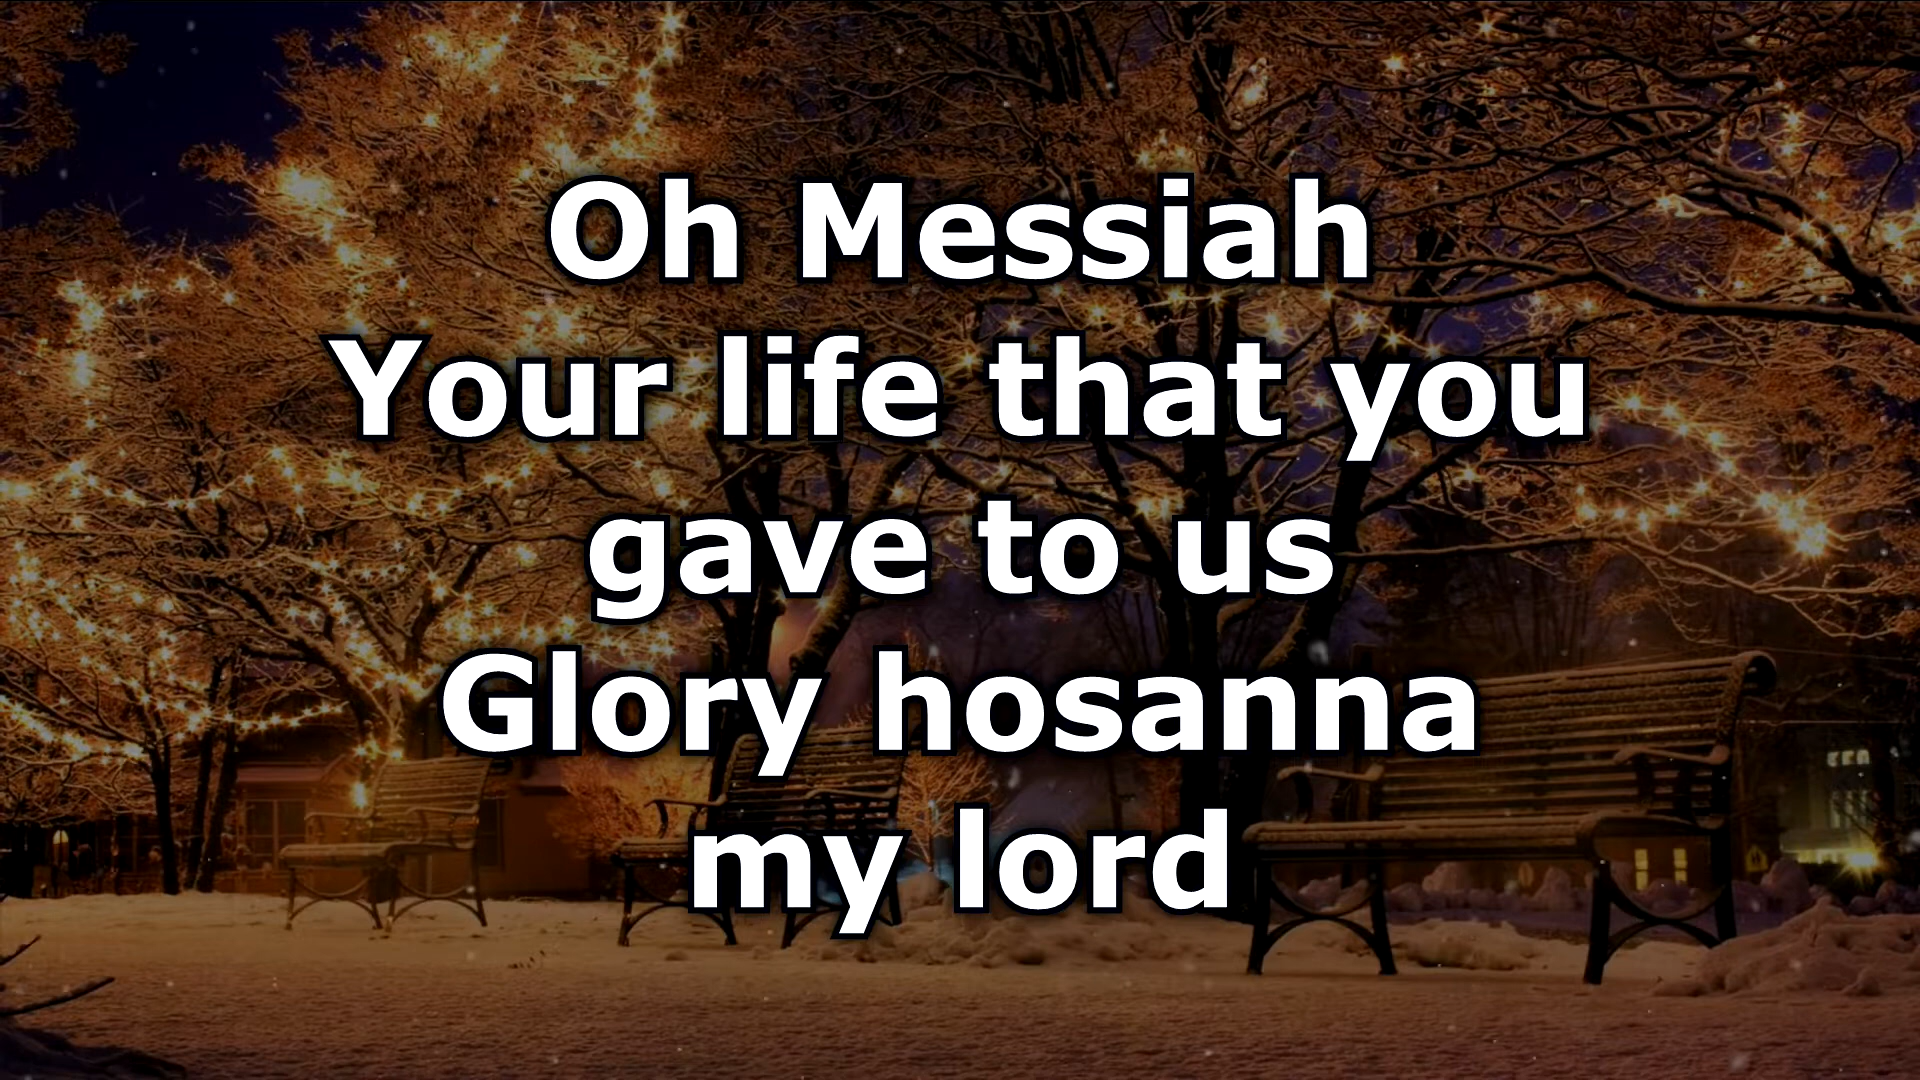 Oh Messiah
Your life that you
gave to us
Glory hosanna
my lord